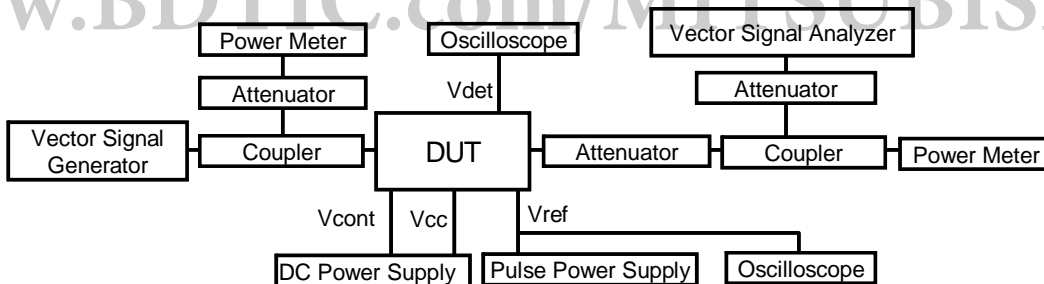 w.BDTIC.com/MITSUBIS
Power Meter
Oscilloscope
Vector Signal Analyzer
Attenuator
Vdet
Attenuator
Vector Signal
Generator
Coupler
DUT
Attenuator
Coupler
Power Meter
Vcont
Vcc
Vref
DC Power Supply
Pulse Power Supply
Oscilloscope